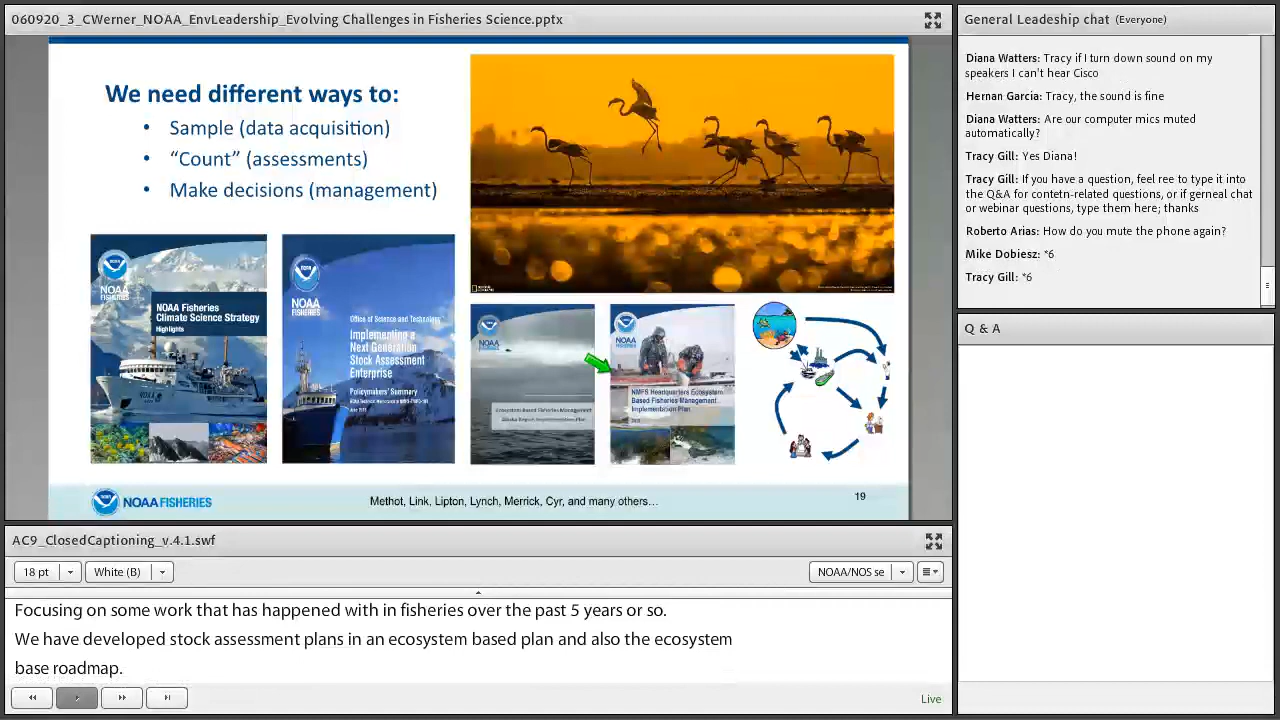 060920_3_CWerner_NOAA_EnvLeadership_Evolving Challenges in Fisheries Science.pptx
We need different ways to:
• Sample (data acquisition)
• “Count” (assessments)
• Make decisions (management)
NOAA
FISHERIES
NOAA Fisheries
Climate Science Strategy
Highlights
NOAA
FISHERIES
Office of Science and Technology
Implementing a
Next Generation
Stock Assessment
Enterprise
Policymakers' Summary
NOAA
FISHERIES
Ecosystem-Based Fisheries Management
NOAA
FISHERIES
NMFS Headquarters Ecosystem
Based Fisheries Management
Implementation Plan
NOAA FISHERIES
Methot, Link, Lipton, Lynch, Merrick, Cyr, and many others…
19
AC9_ClosedCaptioning_v.4.1.swf
18 pt
White (B)
NOAA/NOS se
Focusing on some work that has happened with in fisheries over the past 5 years or so.
We have developed stock assessment plans in an ecosystem based plan and also the ecosystem
base roadmap.
Live
General Leadeship chat (Everyone)
Diana Watters: Tracy if I turn down sound on my
speakers I can't hear Cisco
Hernan Garcia: Tracy, the sound is fine
Diana Watters: Are our computer mics muted
automatically?
Tracy Gill: Yes Diana!
Tracy Gill: If you have a question, feel ree to type it into
the Q&A for contetn-related questions, or if gerneal chat
or webinar questions, type them here; thanks
Roberto Arias: How do you mute the phone again?
Mike Dobiesz: *6
Tracy Gill: *6
Q & A